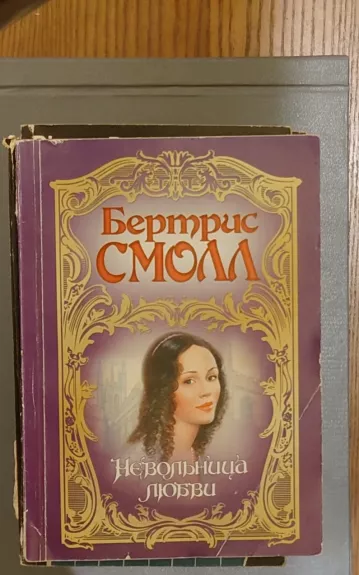 Бертрис
СМОЛЛ
Невольница
любви